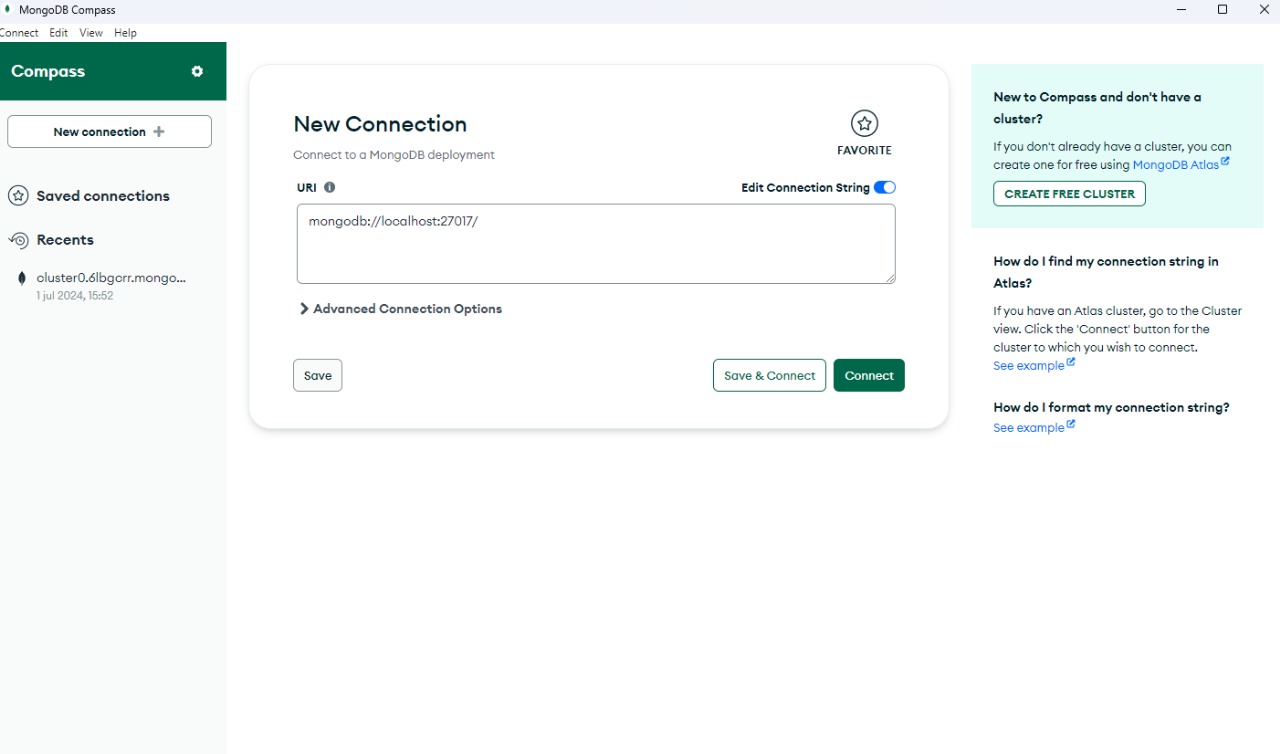 MongoDB Compass
Connect Edit View Help
Compass
New connection
Saved connections
Recents
cluster0.6lbgcrr.mongo...
1 jul 2024, 15:52
New Connection
Connect to a MongoDB deployment
FAVORITE
URI
Edit Connection String
mongodb://localhost:27017/
Advanced Connection Options
Save
Save & Connect
Connect
New to Compass and don't have a
cluster?
If you don't already have a cluster, you can
create one for free using MongoDB Atlas
CREATE FREE CLUSTER
How do I find my connection string in
Atlas?
If you have an Atlas cluster, go to the Cluster
view. Click the 'Connect' button for the
cluster to which you wish to connect.
See example
How do I format my connection string?
See example